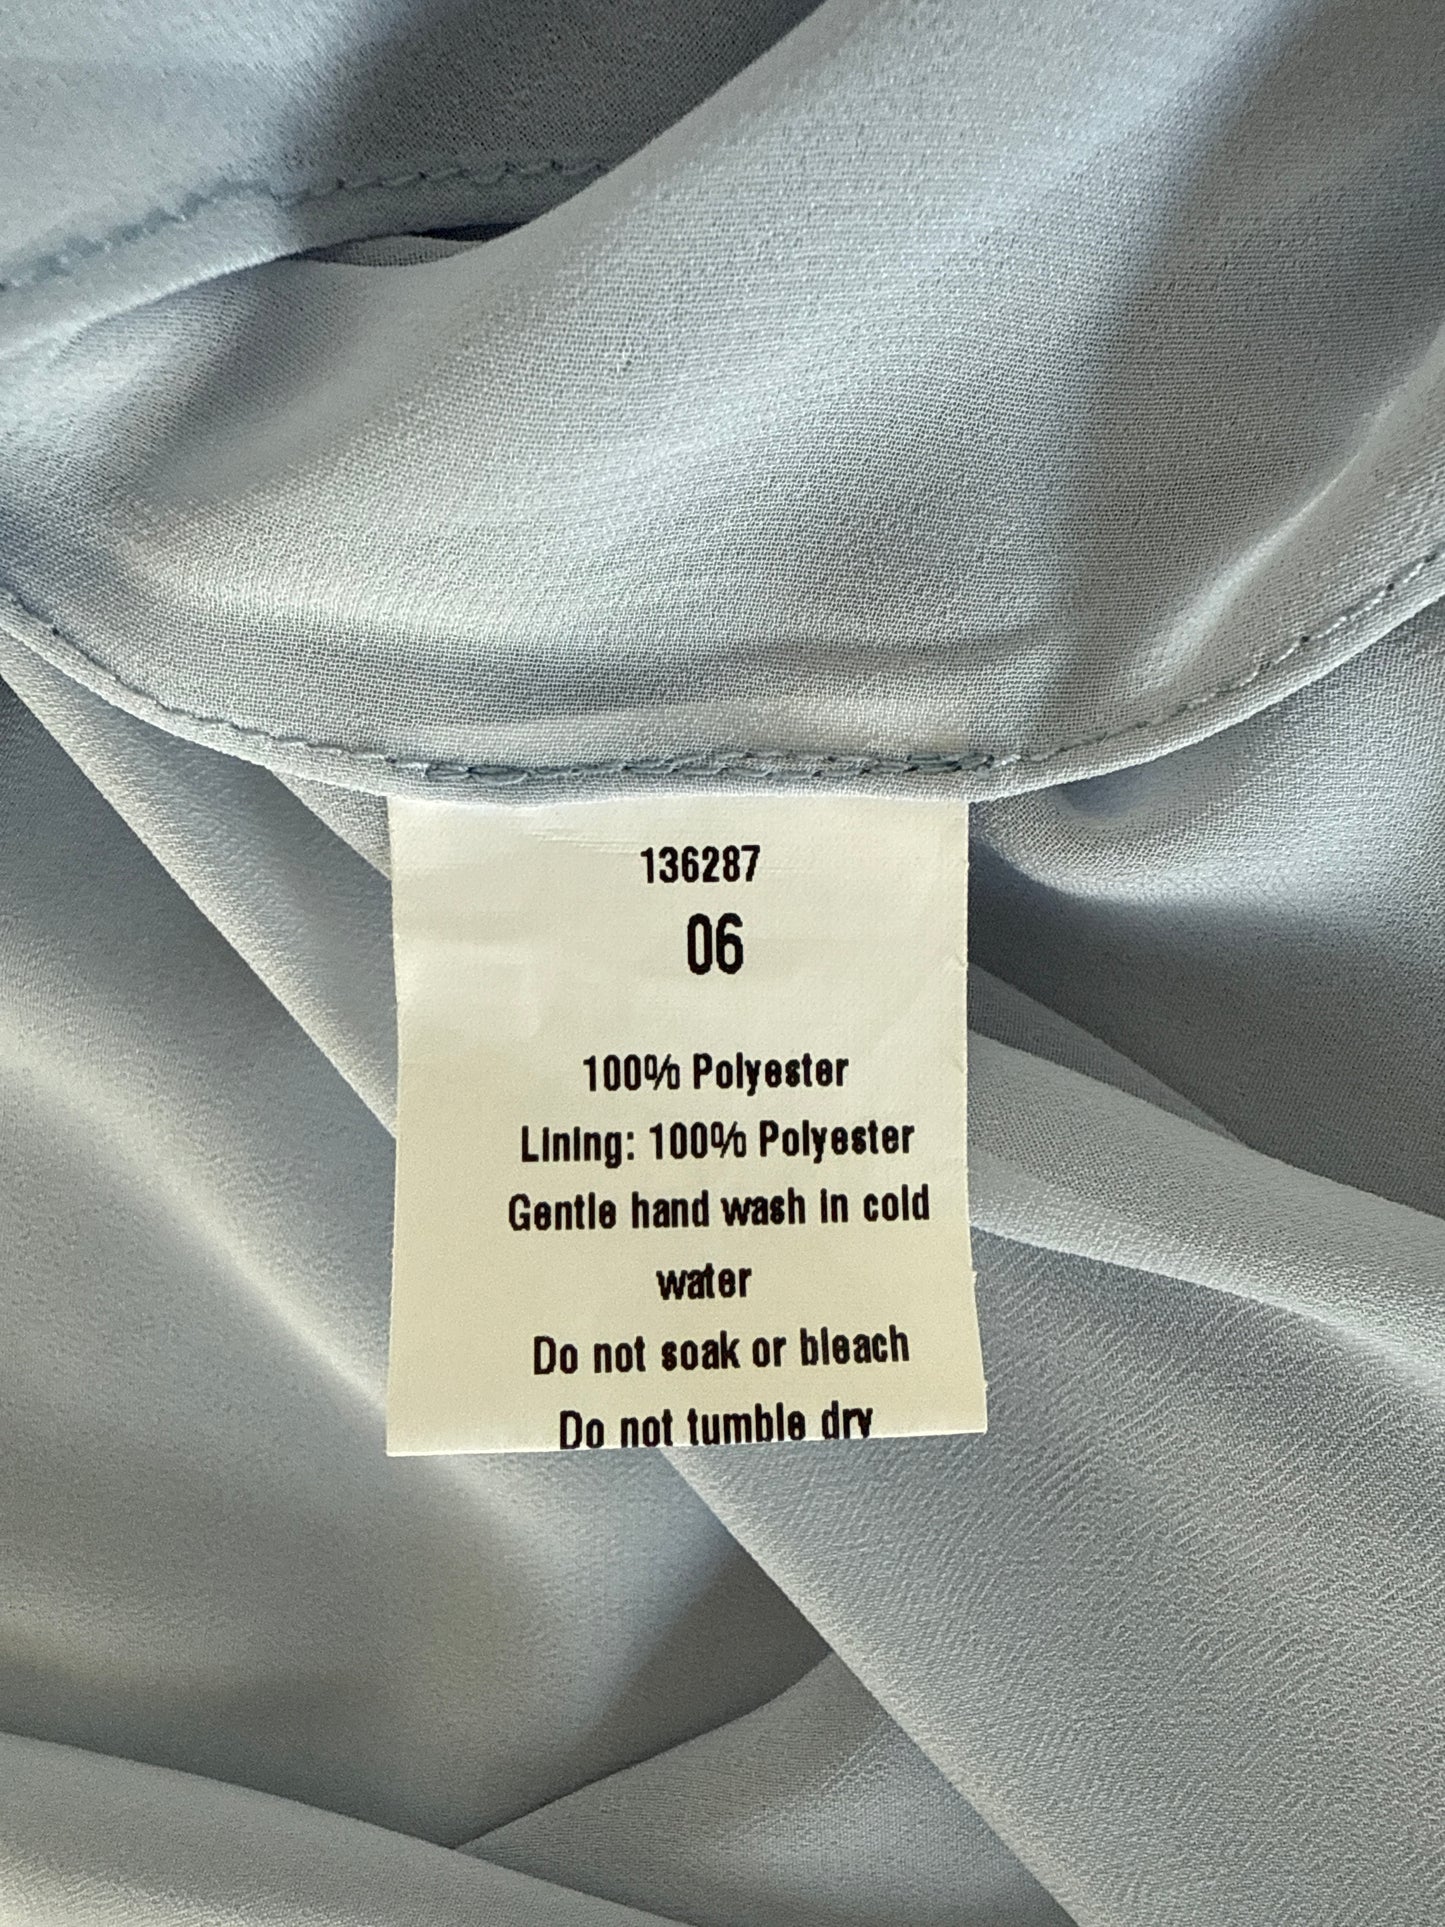 136287
06
100% Polyester
Lining: 100% Polyester
Gentle hand wash in cold
water
Do not soak or bleach
Do not tumble dry